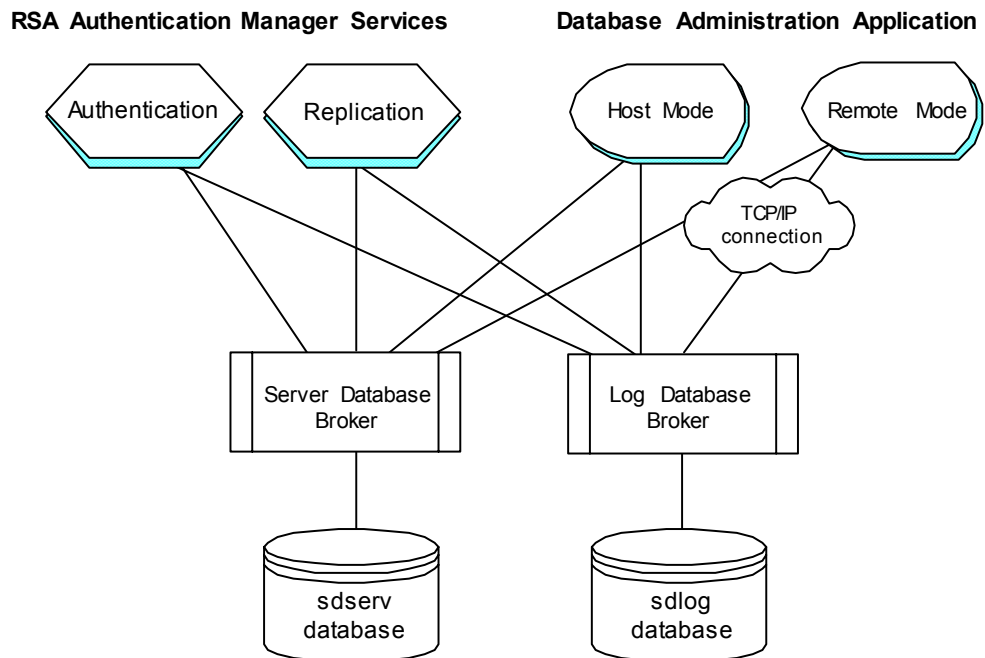 RSA Authentication Manager Services
Database Administration Application
Authentication
Replication
Host Mode
Remote Mode
TCP/IP
connection
Server Database
Broker
Log Database
Broker
sdserv
database
sdlog
database